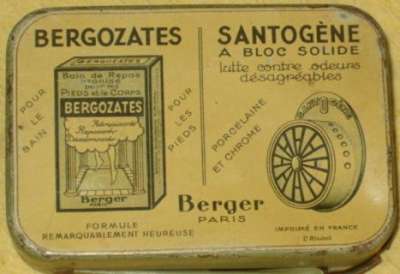 BERGOZATES
POUR
LE
BAIN
BERGOZATES
Bain de Repos
PIEDS et le CORPS
BERGOZATES
Berger
PARIS
POUR
LES
PIEDS
FORMULE
REMARQUABLEMENT HEUREUSE
SANTOGÈNE
A BLOC SOLIDE
lutte contre odeurs
désagréables
PORCELAINE
ET CHROME
Berger
PARIS
IMPRIMÉ EN FRANCE